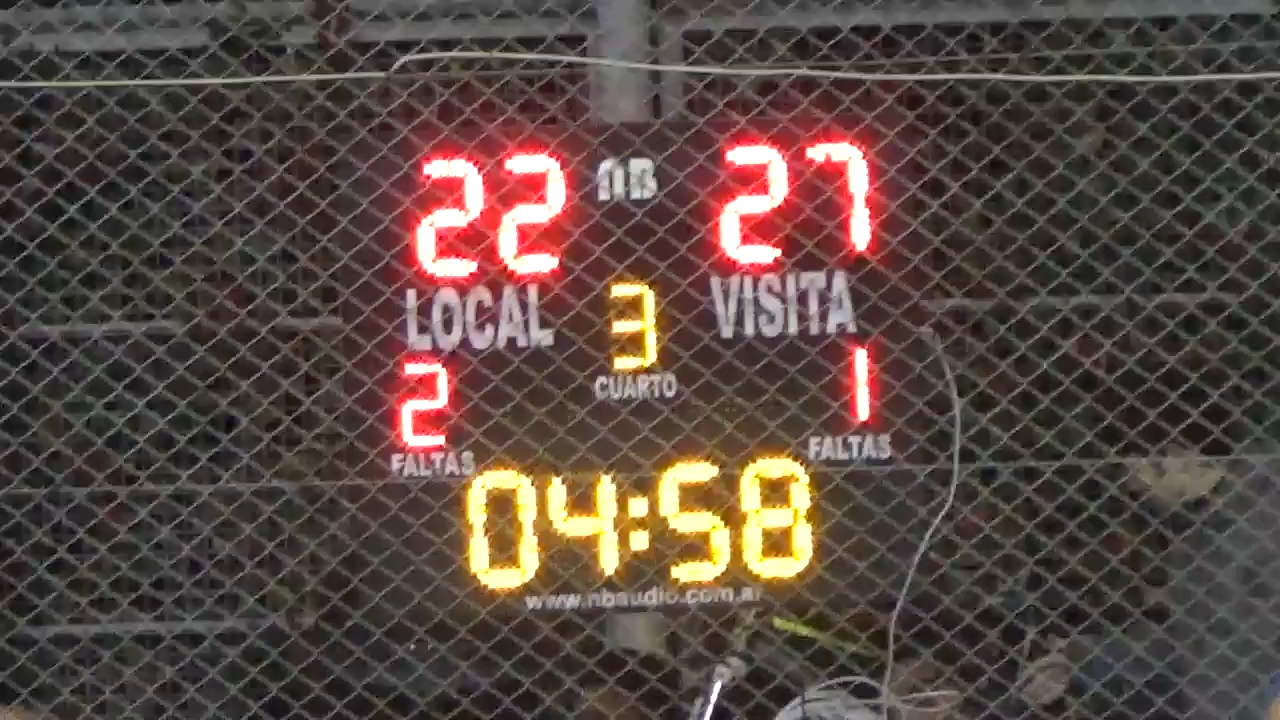 22 nB 27
LOCAL 3 VISITA
2 CUARTO 1
FALTAS FALTAS
04:58
www.nbaudio.com.ar